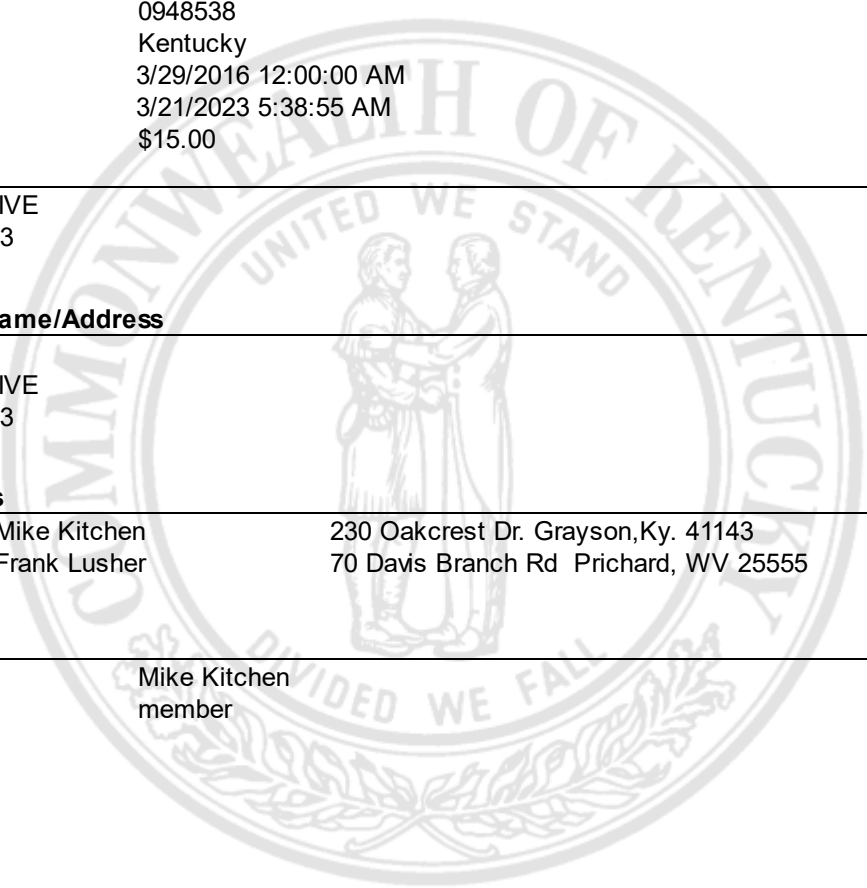 0948538
Kentucky
3/29/2016 12:00:00 AM
3/21/2023 5:38:55 AM
$15.00
IVE
3
ame/Address
IVE
3
s
Mike Kitchen 230 Oakcrest Dr. Grayson,Ky. 41143
Frank Lusher 70 Davis Branch Rd Prichard, WV 25555
Mike Kitchen
member
COMMONWEALTH OF KENTUCKY
UNITED WE STAND
DIVIDED WE FALL